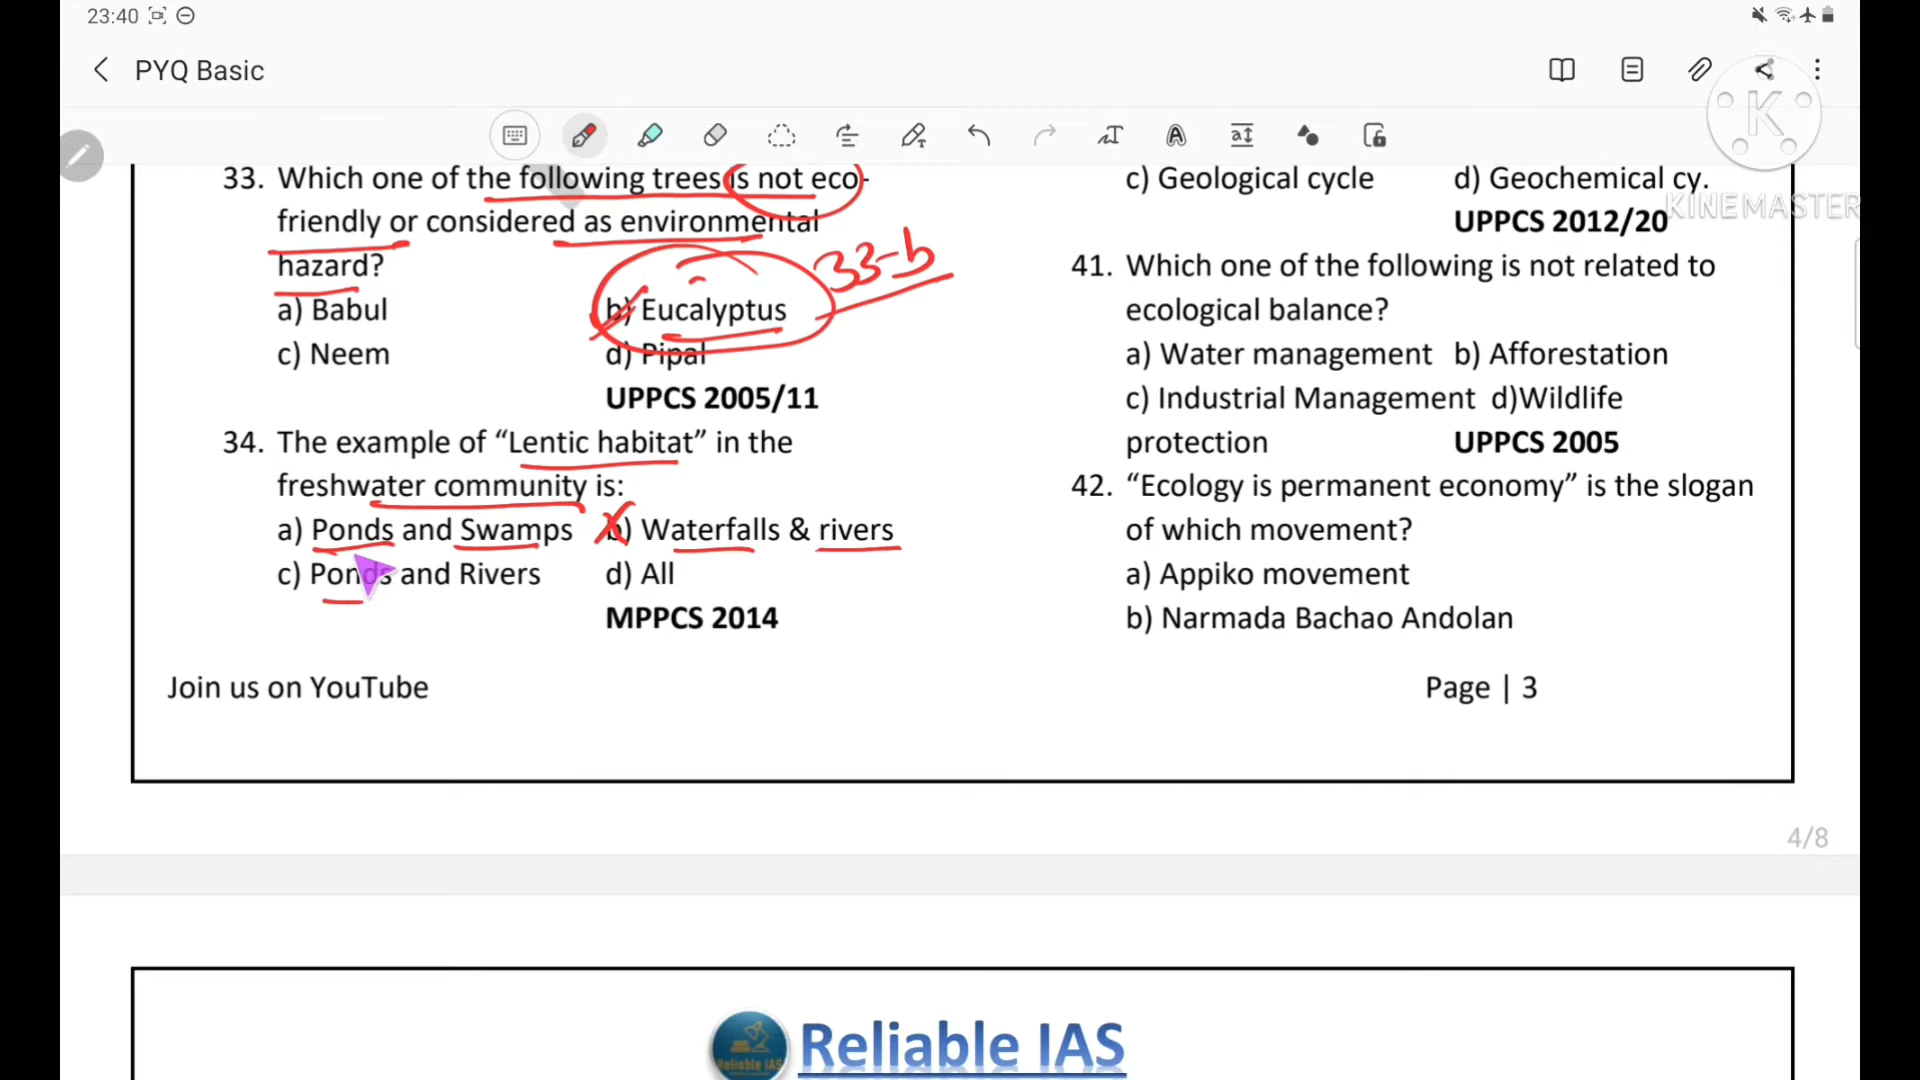 23:40
PYQ Basic
K
KINEMASTER
33. Which one of the following trees is not eco-
friendly or considered as environmental
hazard?
a) Babul b) Eucalyptus
33-b
c) Neem d) Pipal
UPPCS 2005/11
34. The example of “Lentic habitat” in the
freshwater community is:
a) Ponds and Swamps b) Waterfalls & rivers
c) Ponds and Rivers d) All
MPPCS 2014
c) Geological cycle d) Geochemical cy.
UPPCS 2012/20
41. Which one of the following is not related to
ecological balance?
a) Water management b) Afforestation
c) Industrial Management d)Wildlife
protection UPPCS 2005
42. “Ecology is permanent economy” is the slogan
of which movement?
a) Appiko movement
b) Narmada Bachao Andolan
Join us on YouTube Page | 3
4/8
Reliable IAS
Reliable IAS